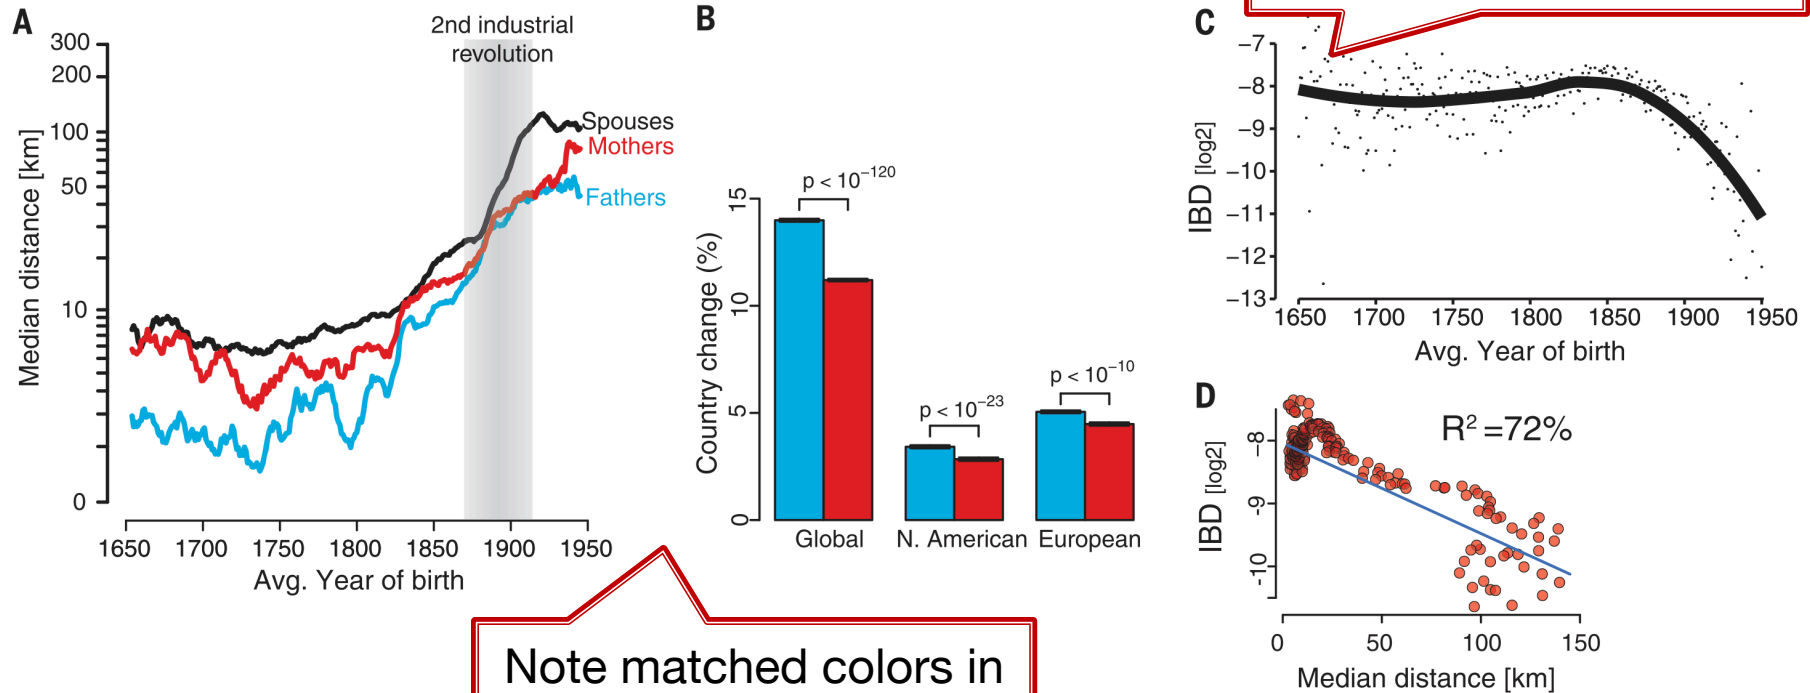 A
2nd industrial
revolution
300
200
100
50
10
0
Median distance [km]
Spouses
Mothers
Fathers
1650 1700 1750 1800 1850 1900 1950
Avg. Year of birth
B
Country change (%)
15
10
5
0
p < 10−120
p < 10−23
p < 10−10
Global N. American European
C
IBD [log2]
−7
−8
−9
−10
−11
−12
−13
1650 1700 1750 1800 1850 1900 1950
Avg. Year of birth
D
R2 =72%
IBD [log2]
-8
-9
-10
0 50 100 150
Median distance [km]
Note matched colors in